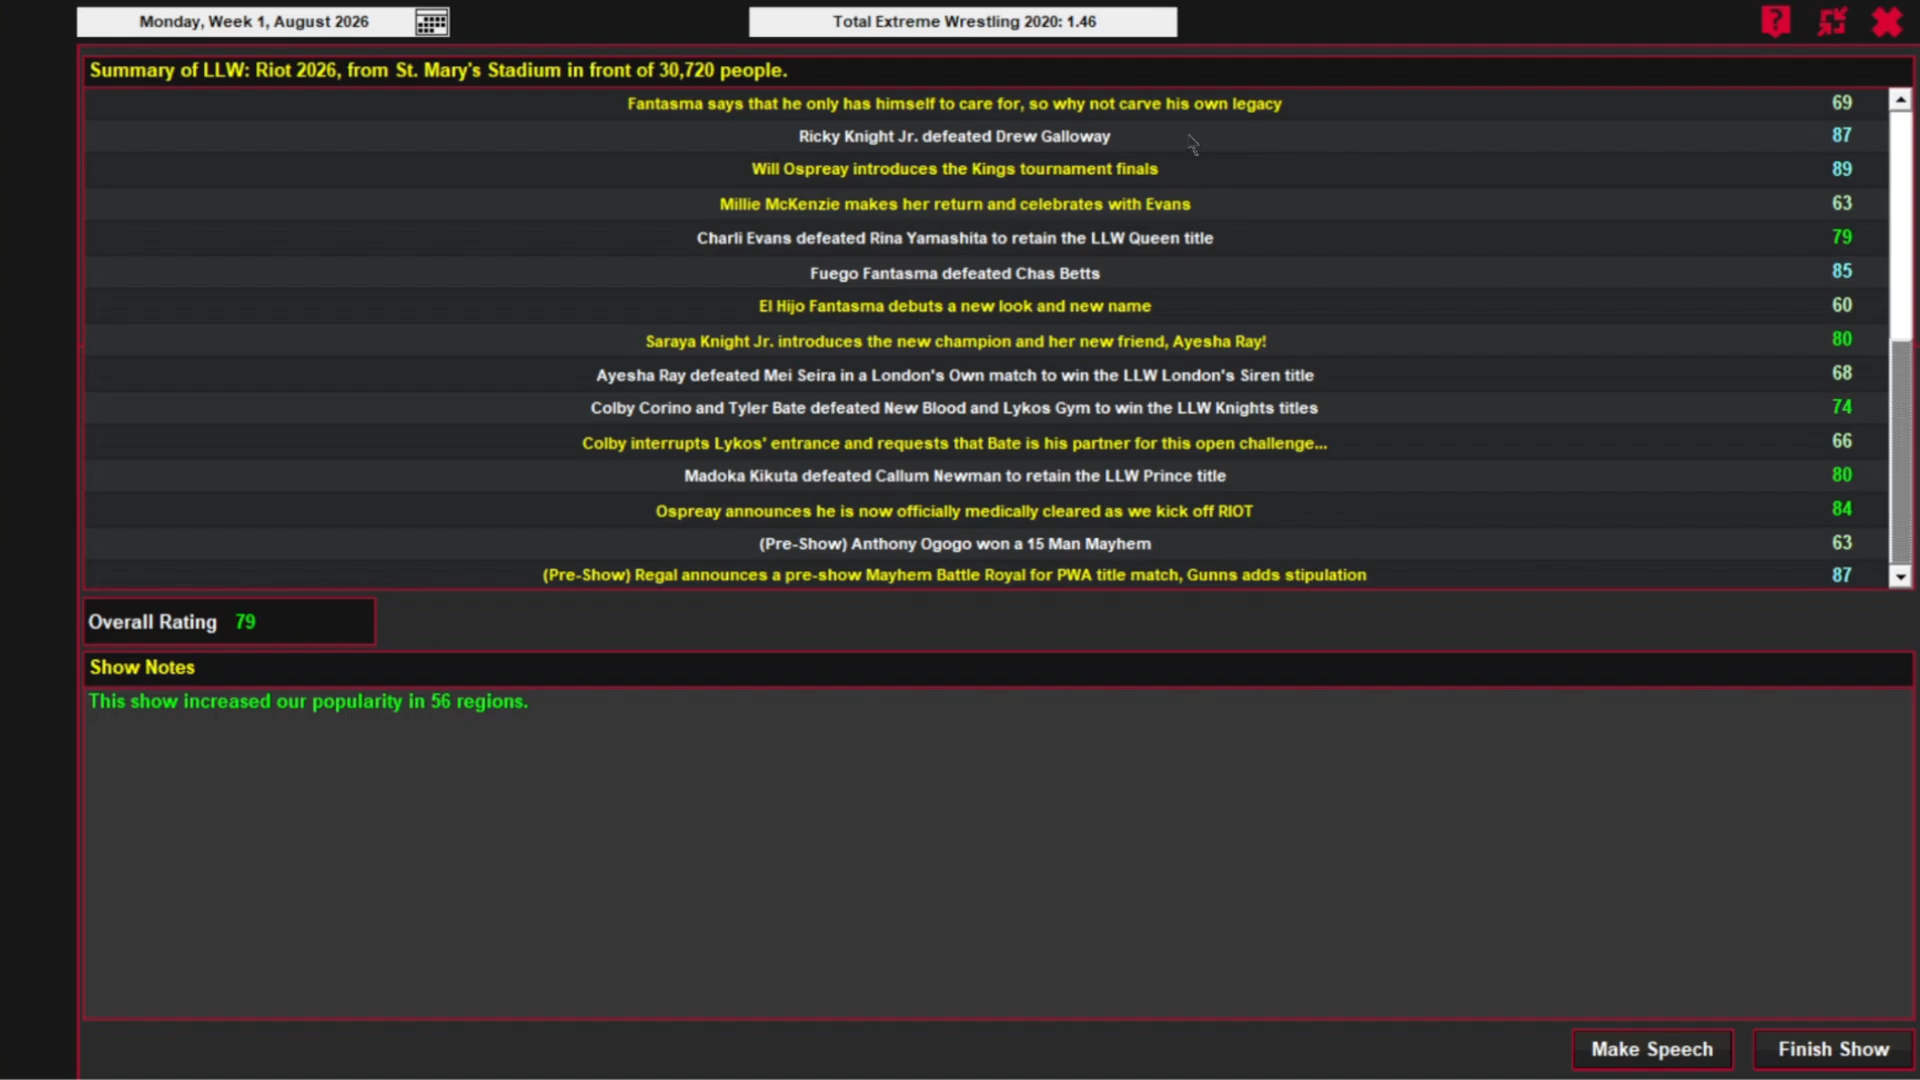 Monday, Week 1, August 2026
Total Extreme Wrestling 2020: 1.46
?
Summary of LLW: Riot 2026, from St. Mary's Stadium in front of 30,720 people.
Fantasma says that he only has himself to care for, so why not carve his own legacy 69
Ricky Knight Jr. defeated Drew Galloway 87
Will Ospreay introduces the Kings tournament finals 89
Millie McKenzie makes her return and celebrates with Evans 63
Charli Evans defeated Rina Yamashita to retain the LLW Queen title 79
Fuego Fantasma defeated Chas Betts 85
El Hijo Fantasma debuts a new look and new name 60
Saraya Knight Jr. introduces the new champion and her new friend, Ayesha Ray! 80
Ayesha Ray defeated Mei Seira in a London's Own match to win the LLW London's Siren title 68
Colby Corino and Tyler Bate defeated New Blood and Lykos Gym to win the LLW Knights titles 74
Colby interrupts Lykos' entrance and requests that Bate is his partner for this open challenge... 66
Madoka Kikuta defeated Callum Newman to retain the LLW Prince title 80
Ospreay announces he is now officially medically cleared as we kick off RIOT 84
(Pre-Show) Anthony Ogogo won a 15 Man Mayhem 63
(Pre-Show) Regal announces a pre-show Mayhem Battle Royal for PWA title match, Gunns adds stipulation 87
Overall Rating 79
Show Notes
This show increased our popularity in 56 regions.
Make Speech
Finish Show